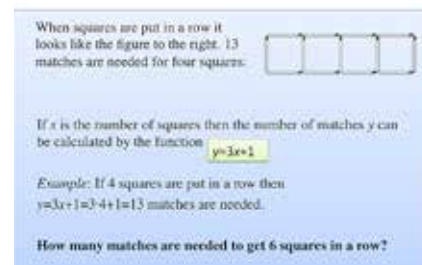 When squares are put in a row it
looks like the figure to the right. 13
matches are needed for four squares.
If x is the number of squares then the number of matches y can
be calculated by the function
y=3x+1
Example: If 4 squares are put in a row then
y=3x+1=3·4+1=13 matches are needed.
How many matches are needed to get 6 squares in a row?